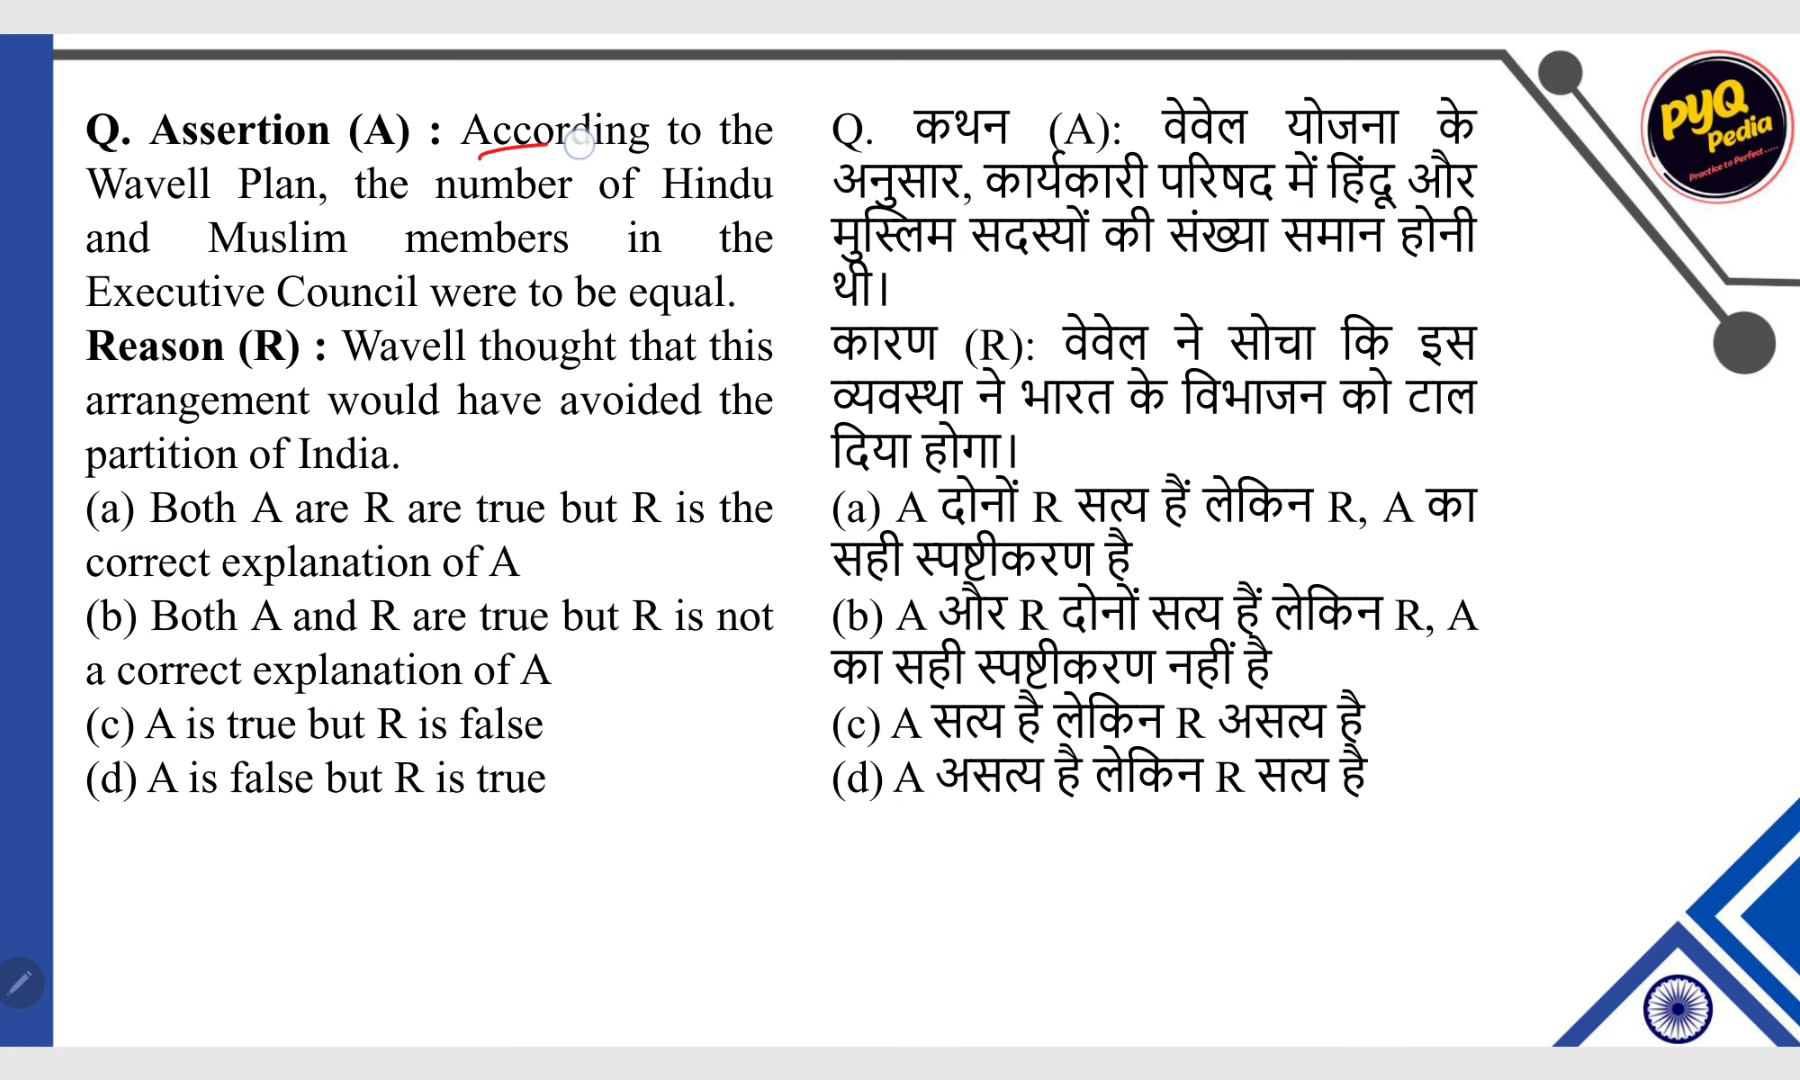 Q. Assertion (A) : According to the
Wavell Plan, the number of Hindu
and Muslim members in the
Executive Council were to be equal.
Reason (R) : Wavell thought that this
arrangement would have avoided the
partition of India.
(a) Both A are R are true but R is the
correct explanation of A
(b) Both A and R are true but R is not
a correct explanation of A
(c) A is true but R is false
(d) A is false but R is true
Q. कथन (A): वेवेल योजना के
अनुसार, कार्यकारी परिषद में हिंदू और
मुस्लिम सदस्यों की संख्या समान होनी
थी।
कारण (R): वेवेल ने सोचा कि इस
व्यवस्था ने भारत के विभाजन को टाल
दिया होगा।
(a) A दोनों R सत्य हैं लेकिन R, A का
सही स्पष्टीकरण है
(b) A और R दोनों सत्य हैं लेकिन R, A
का सही स्पष्टीकरण नहीं है
(c) A सत्य है लेकिन R असत्य है
(d) A असत्य है लेकिन R सत्य है
PYQ
Pedia
Practice to Perfect.....